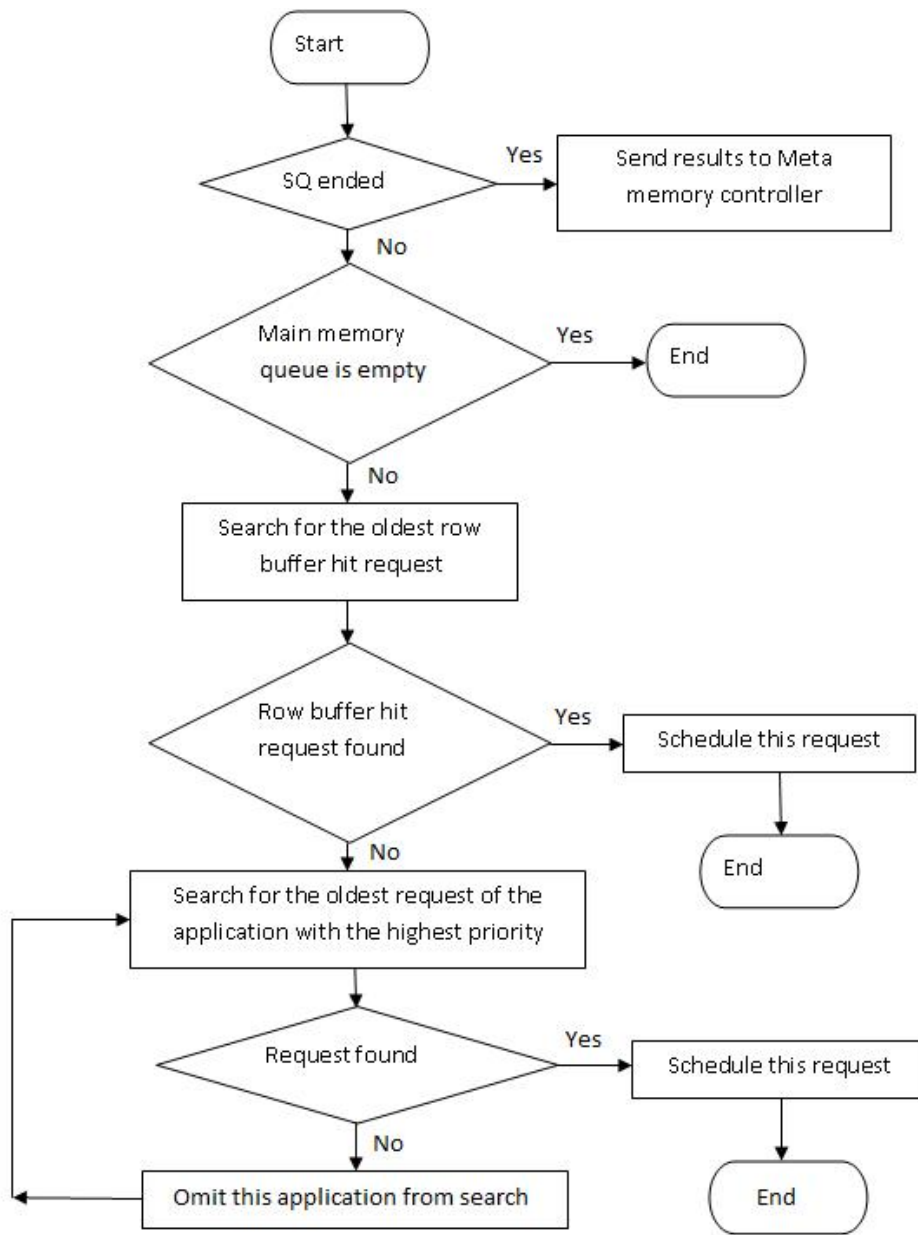 Start
SQ ended
Yes
Send results to Meta
memory controller
No
Main memory
queue is empty
Yes
End
No
Search for the oldest row
buffer hit request
Row buffer hit
request found
Yes
Schedule this request
End
No
Search for the oldest request of the
application with the highest priority
Request found
Yes
Schedule this request
End
No
Omit this application from search